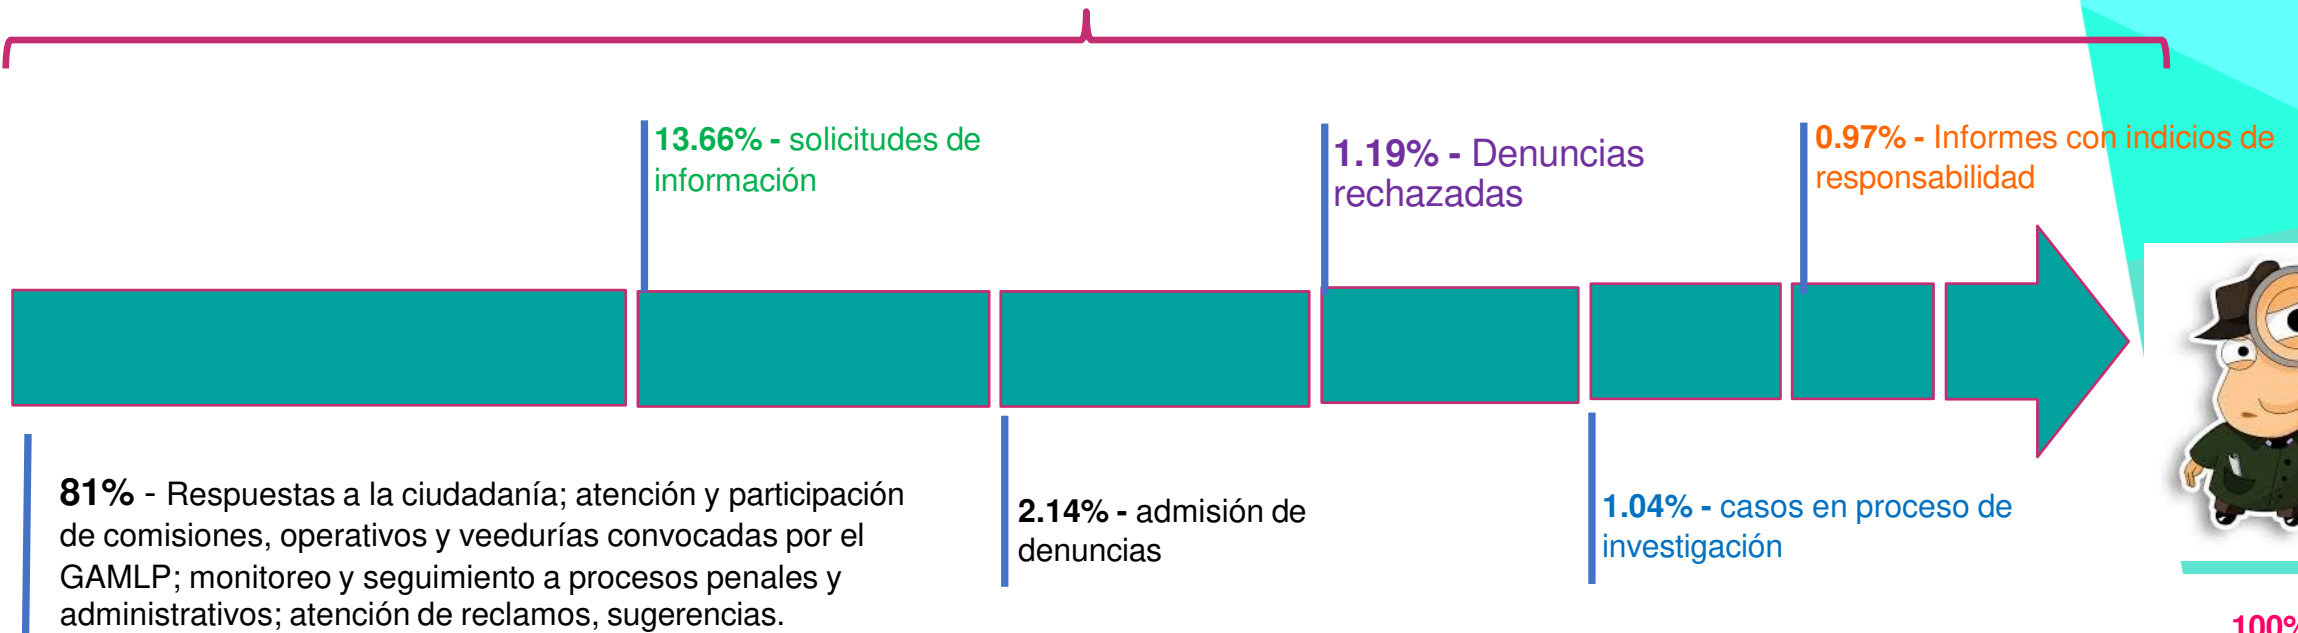 13.66% - solicitudes de
información
1.19% - Denuncias
rechazadas
0.97% - Informes con indicios de
responsabilidad
81% - Respuestas a la ciudadanía; atención y participación
de comisiones, operativos y veedurías convocadas por el
GAMLP; monitoreo y seguimiento a procesos penales y
administrativos; atención de reclamos, sugerencias.
2.14% - admisión de
denuncias
1.04% - casos en proceso de
investigación
100%